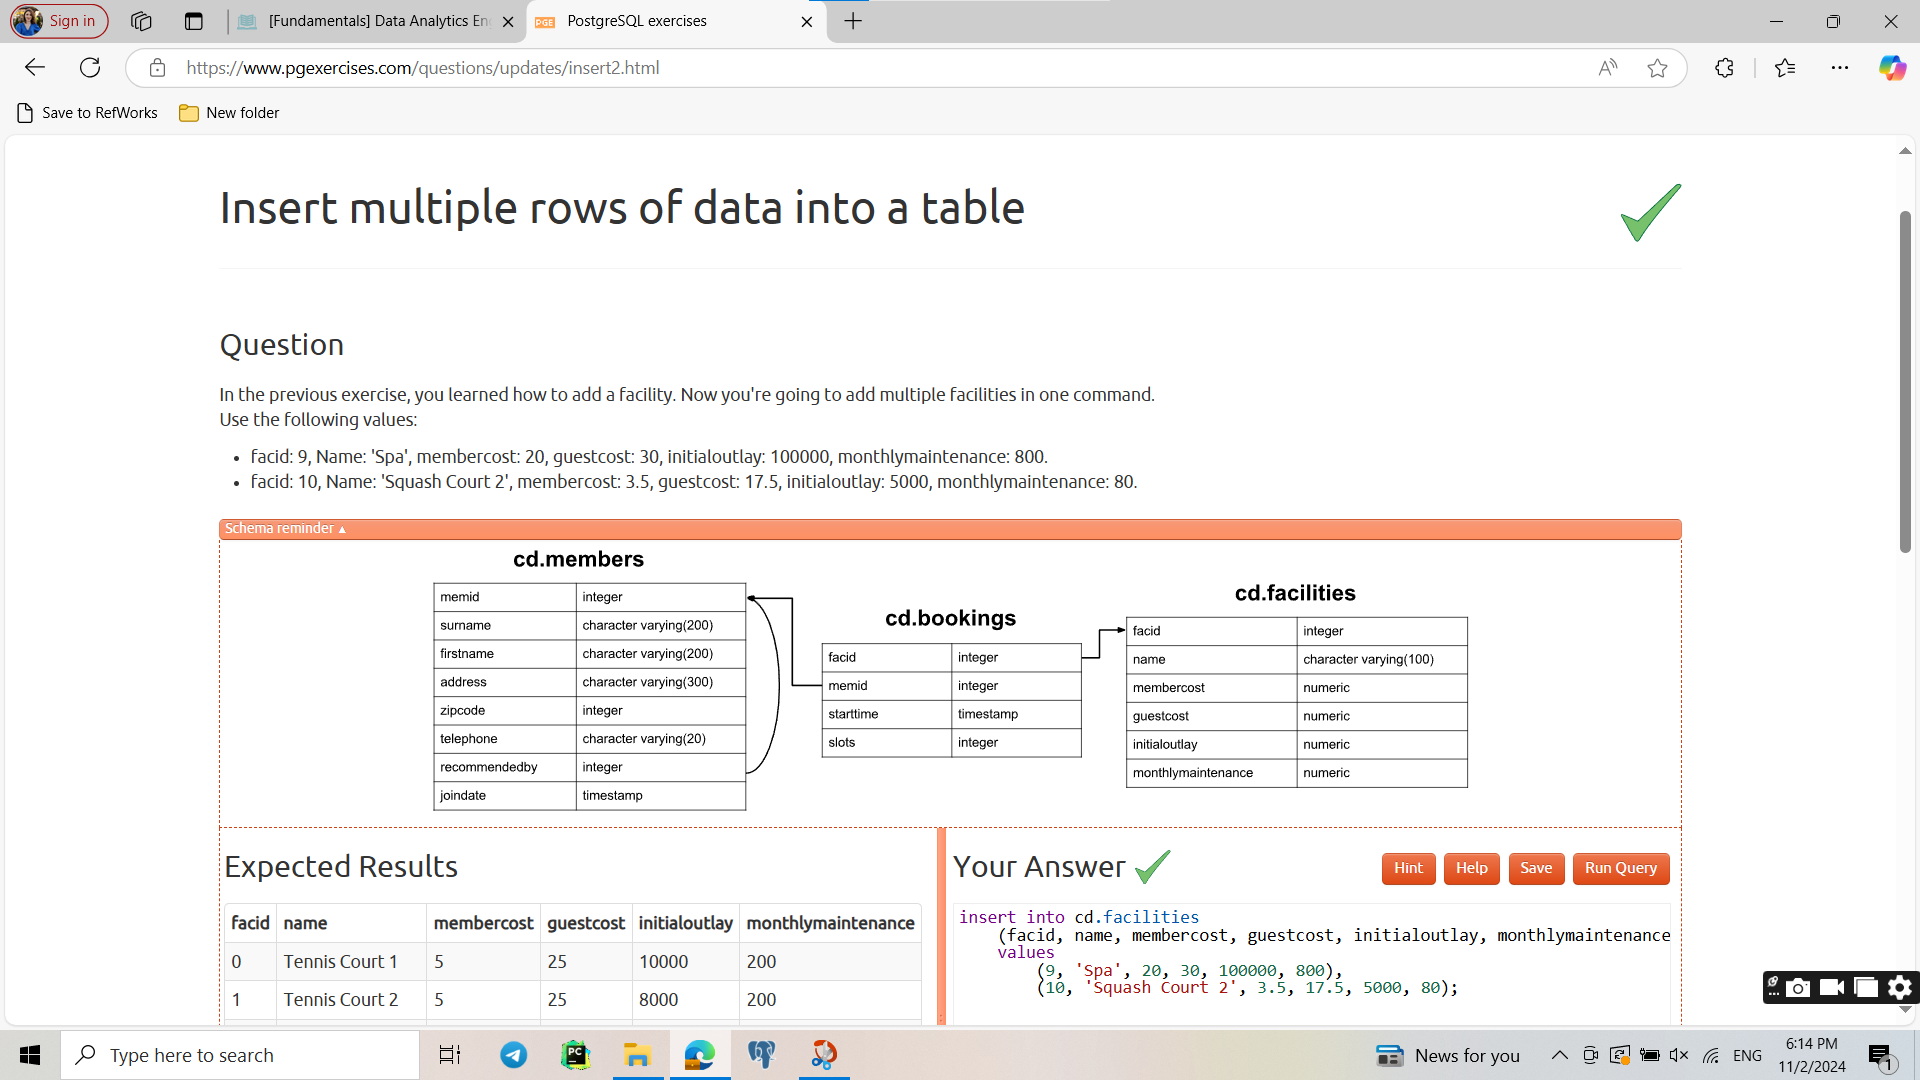 Sign in
[Fundamentals] Data Analytics En
PGE
PostgreSQL exercises
https://www.pgexercises.com/questions/updates/insert2.html
Save to RefWorks
New folder
Insert multiple rows of data into a table
Question
In the previous exercise, you learned how to add a facility. Now you're going to add multiple facilities in one command.
Use the following values:
• facid: 9, Name: 'Spa', membercost: 20, guestcost: 30, initialoutlay: 100000, monthlymaintenance: 800.
• facid: 10, Name: 'Squash Court 2', membercost: 3.5, guestcost: 17.5, initialoutlay: 5000, monthlymaintenance: 80.
Schema reminder ▴
cd.members
memid integer
surname character varying(200)
firstname character varying(200)
address character varying(300)
zipcode integer
telephone character varying(20)
recommendedby integer
joindate timestamp
cd.bookings
facid integer
memid integer
starttime timestamp
slots integer
cd.facilities
facid integer
name character varying(100)
membercost numeric
guestcost numeric
initialoutlay numeric
monthlymaintenance numeric
Expected Results
facid name membercost guestcost initialoutlay monthlymaintenance
0 Tennis Court 1 5 25 10000 200
1 Tennis Court 2 5 25 8000 200
Your Answer
Hint Help Save Run Query
insert into cd.facilities
(facid, name, membercost, guestcost, initialoutlay, monthlymaintenance
values
(9, 'Spa', 20, 30, 100000, 800),
(10, 'Squash Court 2', 3.5, 17.5, 5000, 80);
Type here to search
PC
News for you
ENG
6:14 PM
11/2/2024
1